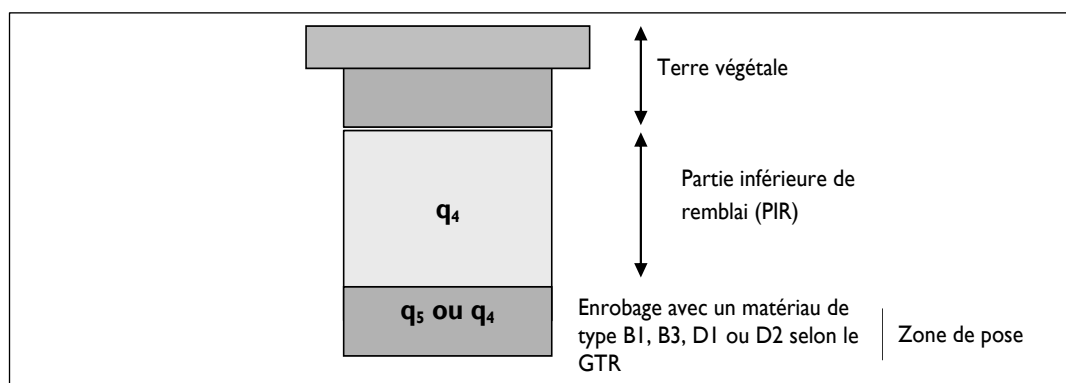 Terre végétale
Partie inférieure de
remblai (PIR)
q4
q5 ou q4
Enrobage avec un matériau de
type B1, B3, D1 ou D2 selon le
GTR
Zone de pose